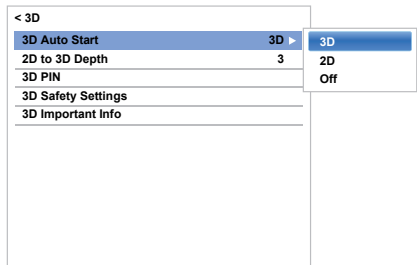 < 3D
3D Auto Start 3D ▷
2D to 3D Depth 3
3D PIN
3D Safety Settings
3D Important Info
3D
2D
Off